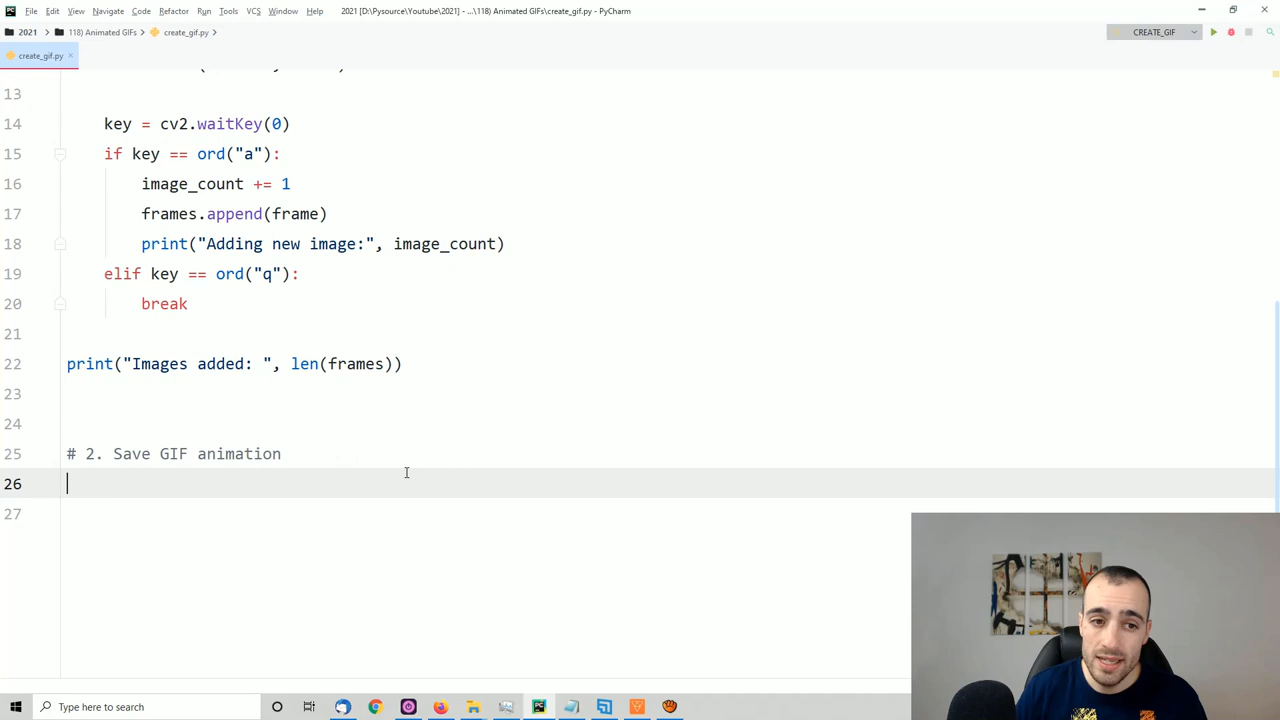 File Edit View Navigate Code Refactor Run Tools VCS Window Help 2021 [D:\Pysource\Youtube\2021] - ...\118) Animated GIFs\create_gif.py - PyCharm
2021 118) Animated GIFs create_gif.py CREATE_GIF
create_gif.py
13
14 key = cv2.waitKey(0)
15 if key == ord("a"):
16 image_count += 1
17 frames.append(frame)
18 print("Adding new image:", image_count)
19 elif key == ord("q"):
20 break
21
22 print("Images added: ", len(frames))
23
24
25 # 2. Save GIF animation
26
27
Type here to search